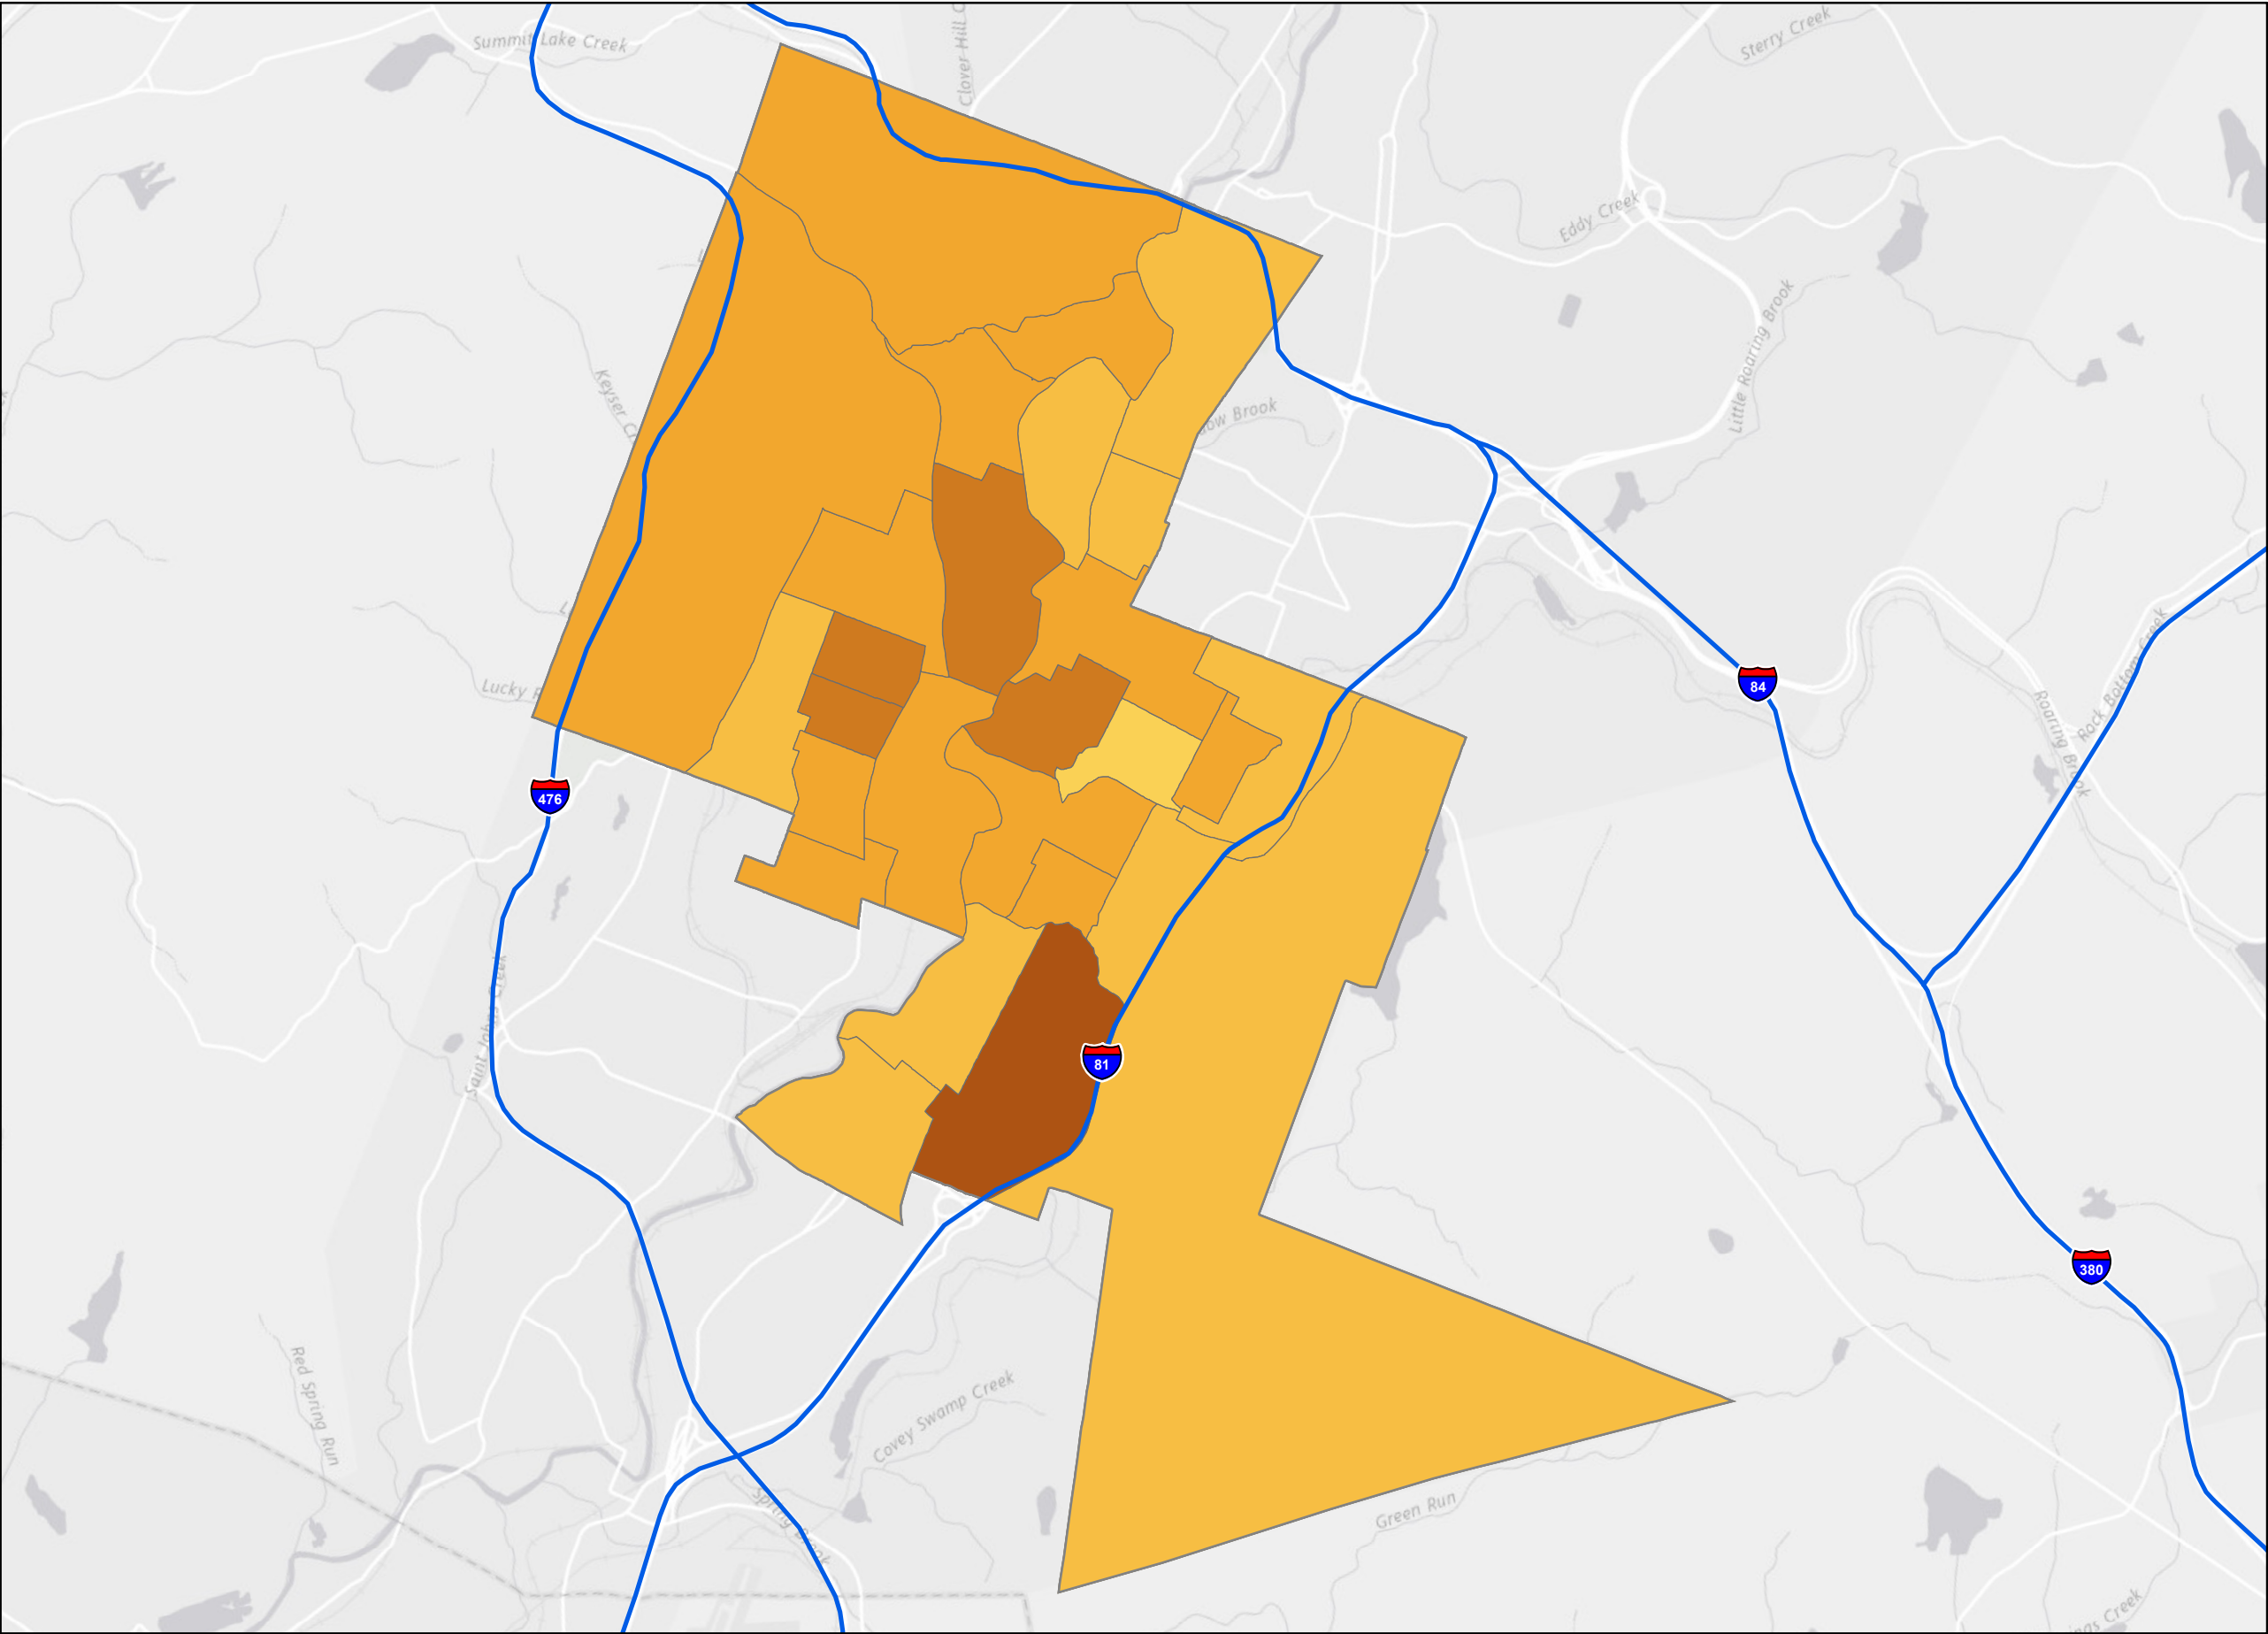 Summit Lake Creek
Clover Hill C
Sterry Creek
Eddy Creek
Little Roaring Brook
Keyser Cr
ow Brook
Lucky R
84
Rock Bottom Creek
Roaring Brook
476
Saint Johns Creek
81
380
Red Spring Run
Covey Swamp Creek
Green Run
Spring Brook
Creek